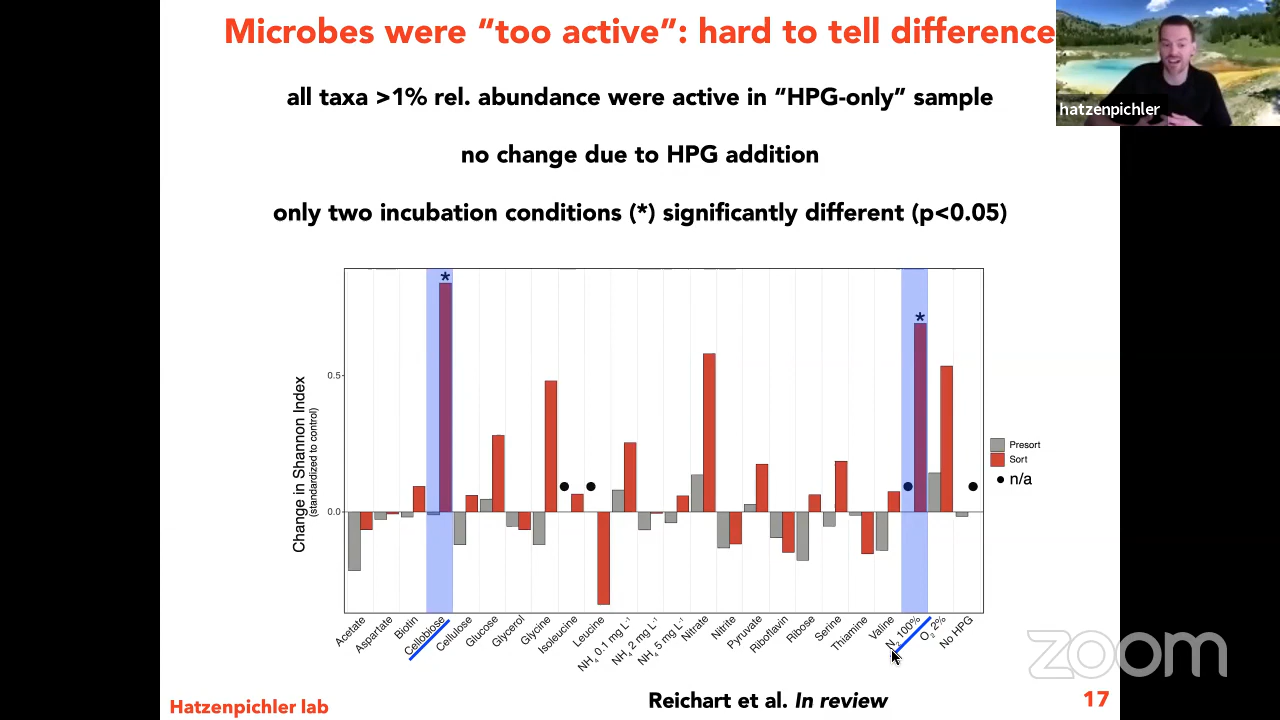 Microbes were “too active”: hard to tell difference
hatzenpichler
all taxa >1% rel. abundance were active in “HPG-only” sample
no change due to HPG addition
only two incubation conditions (*) significantly different (p<0.05)
*
*
0.5
0.0
Change in Shannon Index
(standardized to control)
Presort
Sort
n/a
Acetate
Aspartate
Biotin
Cellobiose
Cellulose
Glucose
Glycerol
Glycine
Isoleucine
Leucine
NH₄ 0.1 mg L⁻¹
NH₄ 2 mg L⁻¹
NH₄ 5 mg L⁻¹
Nitrate
Nitrite
Pyruvate
Riboflavin
Ribose
Serine
Thiamine
Valine
N₂ 100%
O₂ 2%
No HPG
zoom
Hatzenpichler lab
Reichart et al. In review
17